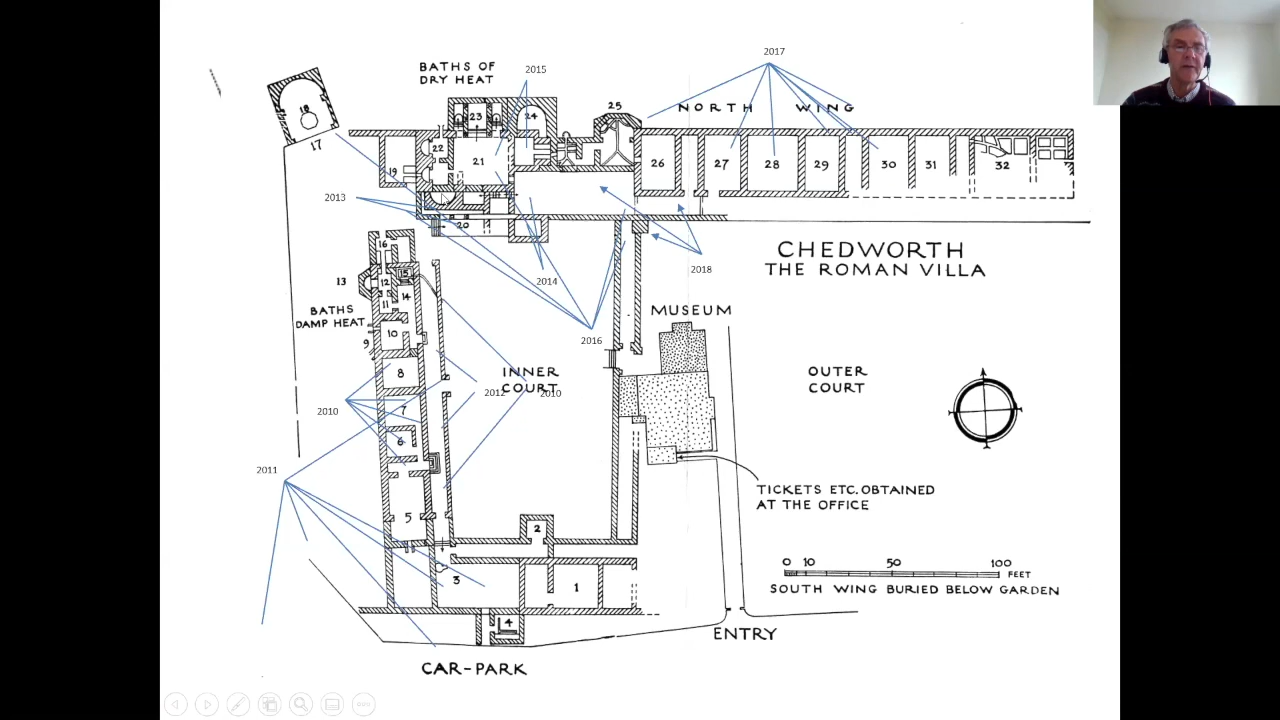 2017
BATHS OF
DRY HEAT
2015
NORTH WING
18
17
23
24
25
22
21
19
20
26
27
28
29
30
31
32
2013
2014
2018
2016
CHEDWORTH
THE ROMAN VILLA
16
13
12
15
11
14
BATHS
DAMP HEAT
10
9
8
7
6
5
MUSEUM
INNER
COURT
OUTER
COURT
2012
2010
2010
2011
TICKETS ETC. OBTAINED
AT THE OFFICE
2
3
1
4
0 10 50 100
FEET
SOUTH WING BURIED BELOW GARDEN
ENTRY
CAR-PARK